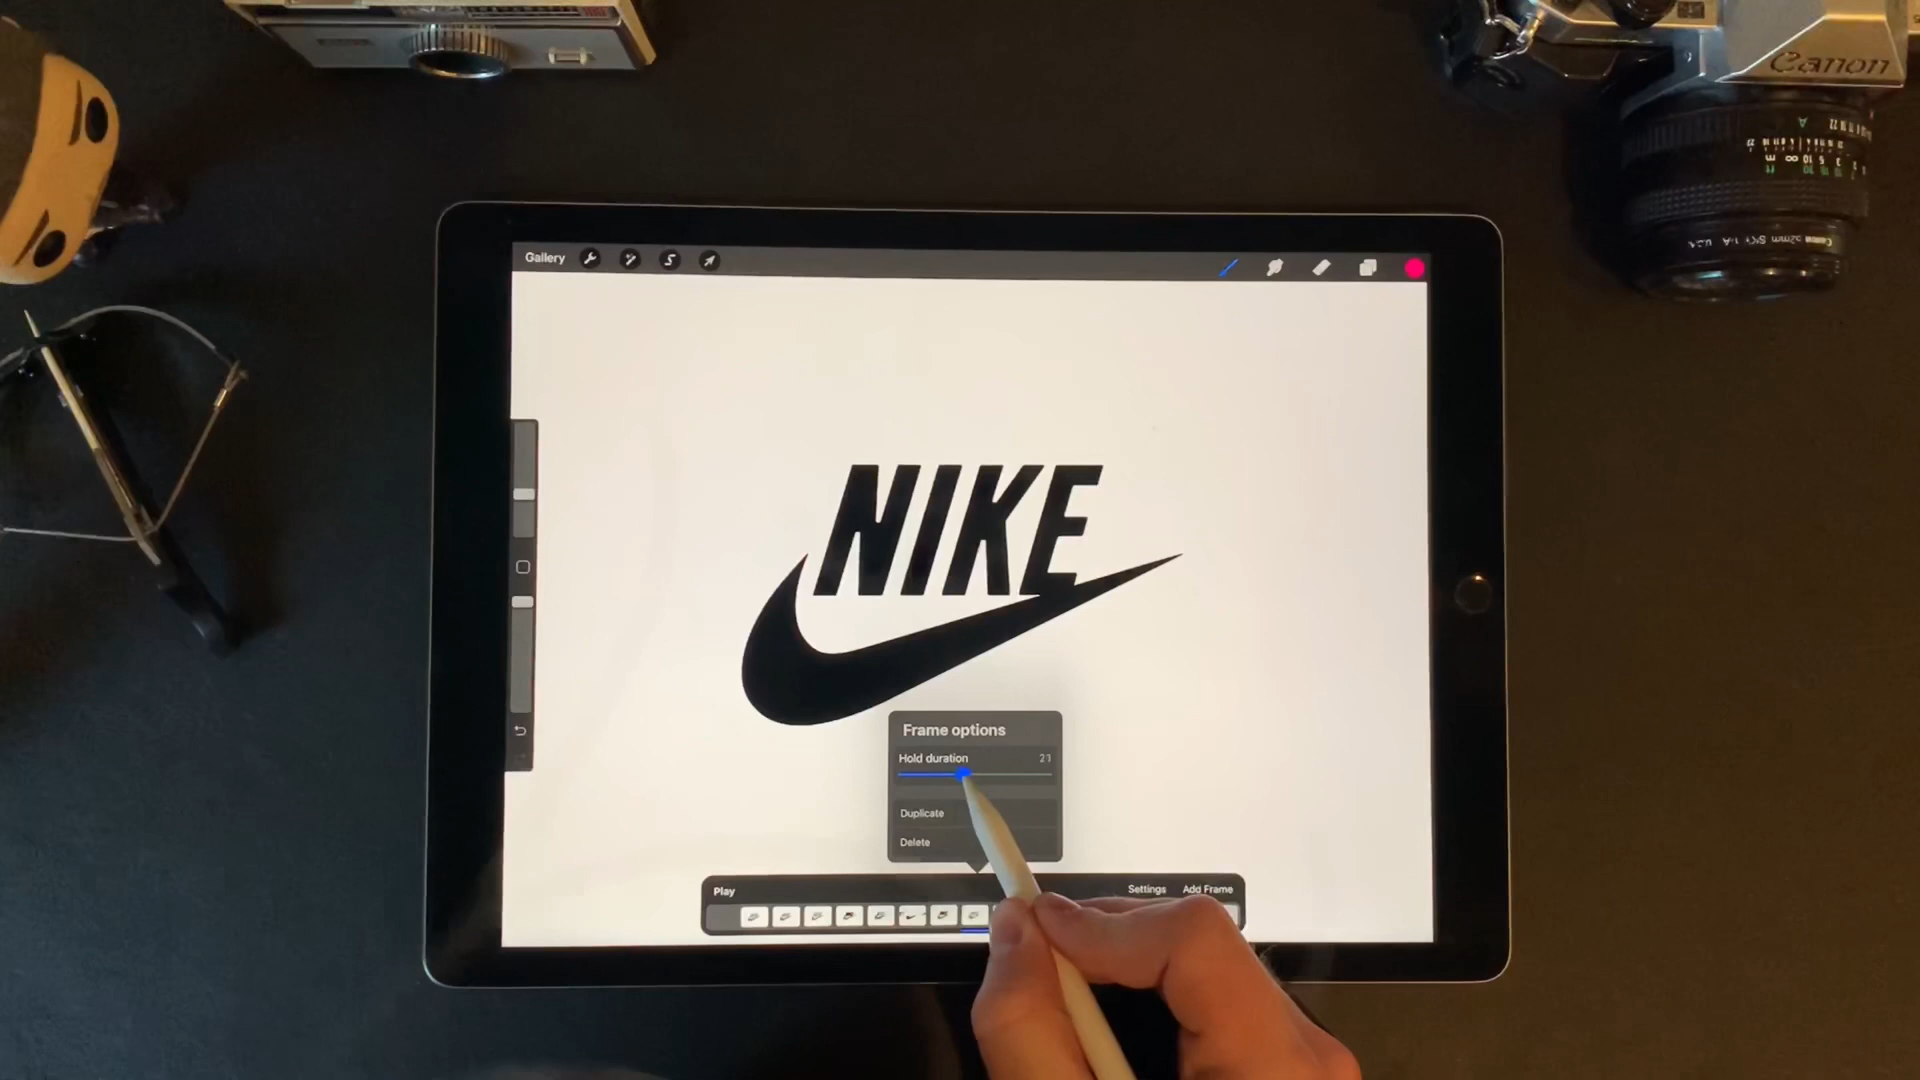 Canon
Gallery
NIKE
Frame options
Hold duration 21
Duplicate
Delete
Play Settings Add Frame